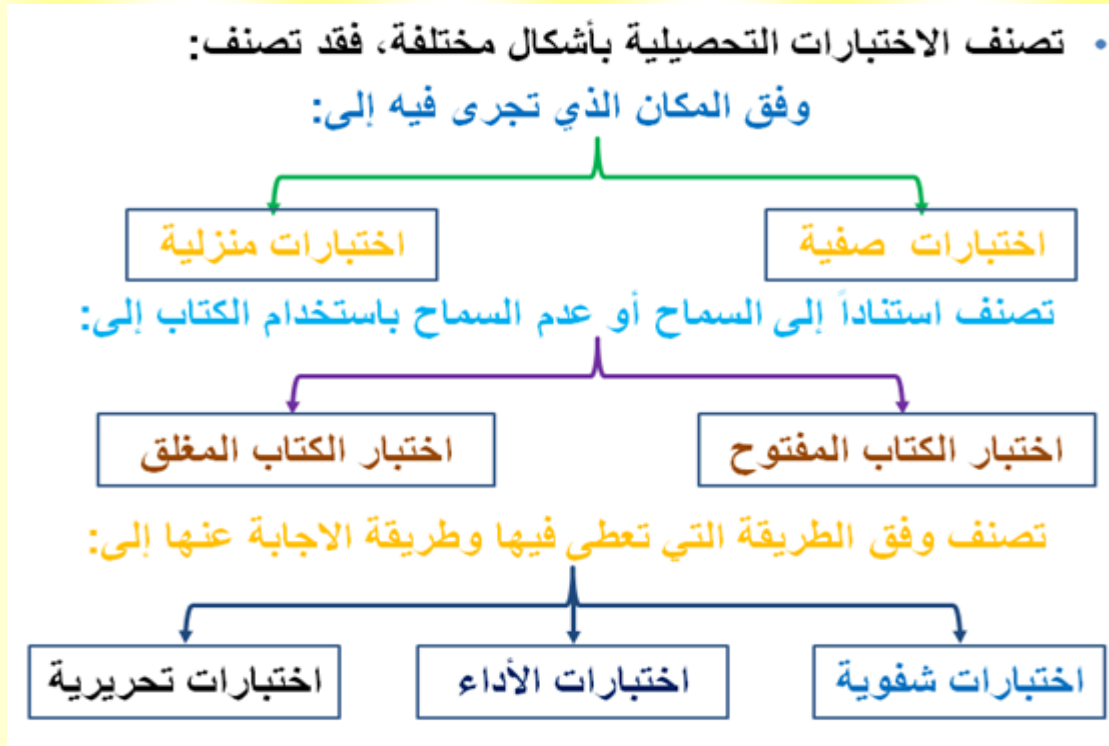 • تصنف الاختبارات التحصيلية بأشكال مختلفة، فقد تصنف:
وفق المكان الذي تجرى فيه إلى:
اختبارات صفية
اختبارات منزلية
تصنف استناداً إلى السماح أو عدم السماح باستخدام الكتاب إلى:
اختبار الكتاب المفتوح
اختبار الكتاب المغلق
تصنف وفق الطريقة التي تعطى فيها وطريقة الاجابة عنها إلى:
اختبارات شفوية
اختبارات الأداء
اختبارات تحريرية